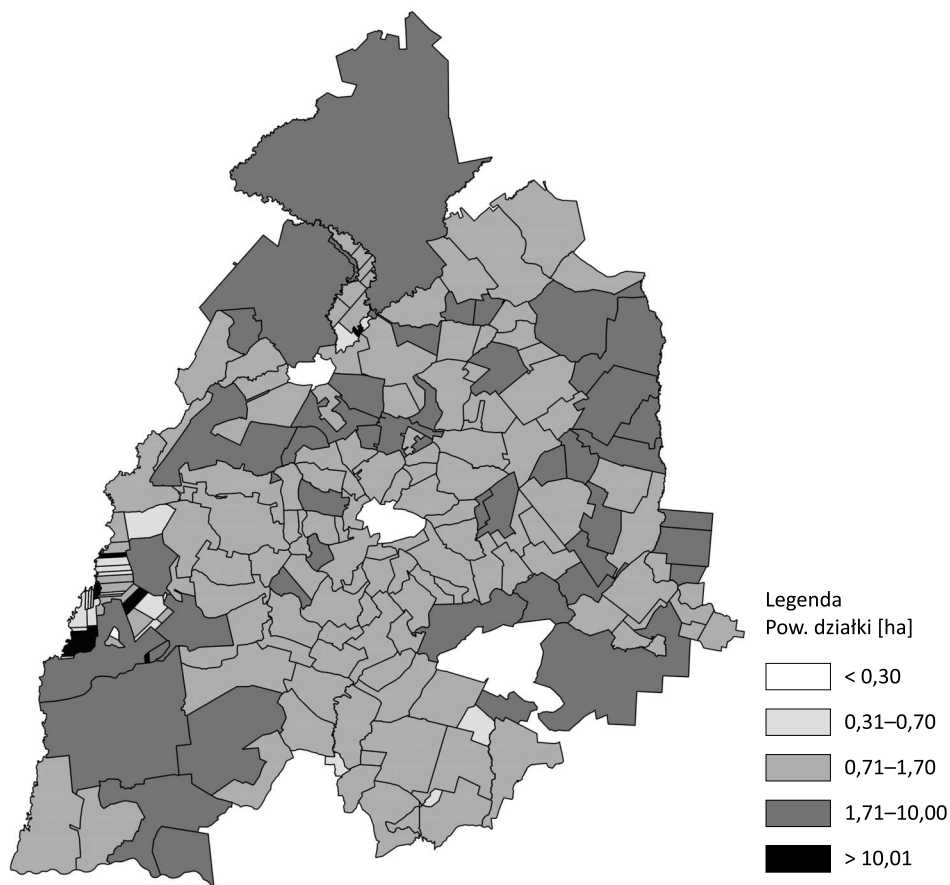 Legenda
Pow. działki [ha]
< 0,30
0,31–0,70
0,71–1,70
1,71–10,00
> 10,01